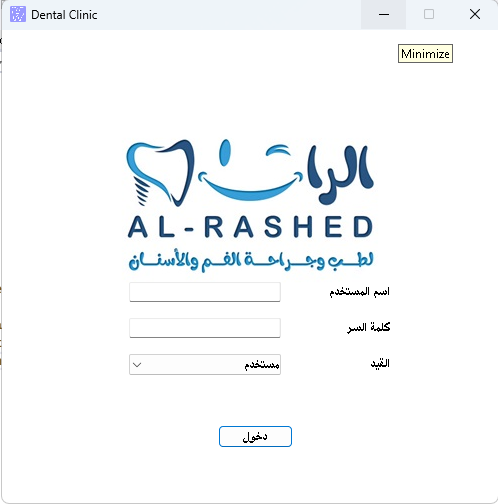 Dental Clinic
Minimize
الراشد
AL-RASHED
لطب وجراحة الفم والأسنان
اسم المستخدم
كلمة السر
القيد
مستخدم
دخول